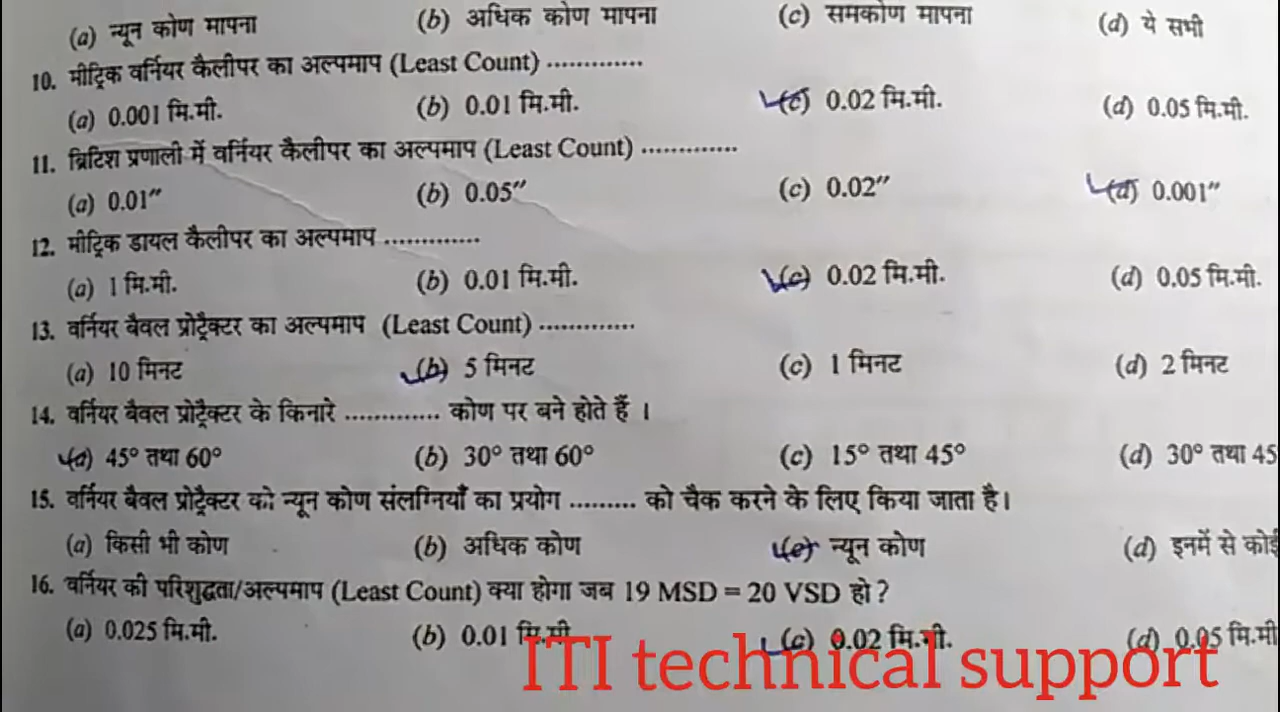 (a) न्यून कोण मापना (b) अधिक कोण मापना (c) समकोण मापना (d) ये सभी
10. मीट्रिक वर्नियर कैलीपर का अल्पमाप (Least Count) .............
(a) 0.001 मि.मी. (b) 0.01 मि.मी. (c) 0.02 मि.मी. (d) 0.05 मि.मी.
11. ब्रिटिश प्रणाली में वर्नियर कैलीपर का अल्पमाप (Least Count) .............
(a) 0.01″ (b) 0.05″ (c) 0.02″ (d) 0.001″
12. मीट्रिक डायल कैलीपर का अल्पमाप .............
(a) 1 मि.मी. (b) 0.01 मि.मी. (c) 0.02 मि.मी. (d) 0.05 मि.मी.
13. वर्नियर बैवल प्रोट्रैक्टर का अल्पमाप (Least Count) .............
(a) 10 मिनट (b) 5 मिनट (c) 1 मिनट (d) 2 मिनट
14. वर्नियर बैवल प्रोट्रैक्टर के किनारे ............. कोण पर बने होते हैं ।
(a) 45° तथा 60° (b) 30° तथा 60° (c) 15° तथा 45° (d) 30° तथा 45
15. वर्नियर बैवल प्रोट्रैक्टर को न्यून कोण संलग्नियाँ का प्रयोग ......... को चैक करने के लिए किया जाता है।
(a) किसी भी कोण (b) अधिक कोण (c) न्यून कोण (d) इनमें से कोई
16. वर्नियर की परिशुद्धता/अल्पमाप (Least Count) क्या होगा जब 19 MSD = 20 VSD हो ?
(a) 0.025 मि.मी. (b) 0.01 मि.मी. (c) 0.02 मि.मी. (d) 0.05 मि.मी
ITI technical support